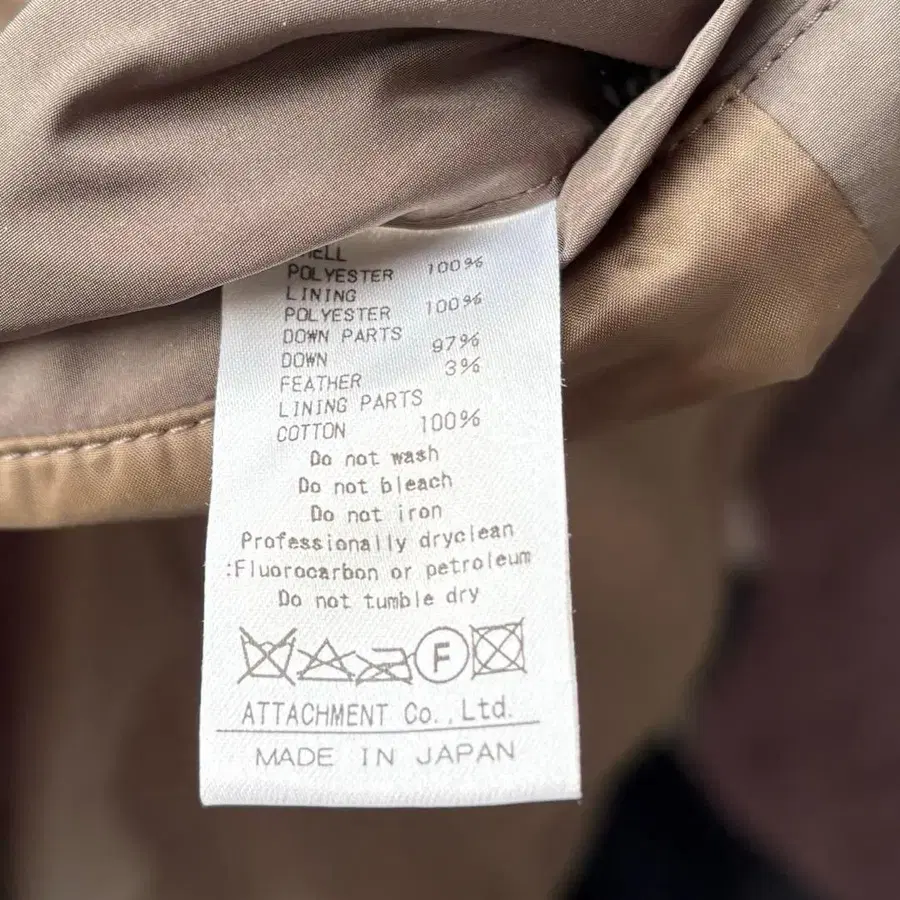 SHELL
POLYESTER 100%
LINING
POLYESTER 100%
DOWN PARTS
DOWN 97%
FEATHER 3%
LINING PARTS
COTTON 100%
Do not wash
Do not bleach
Do not iron
Professionally dryclean
:Fluorocarbon or petroleum
Do not tumble dry
F
ATTACHMENT Co.,Ltd.
MADE IN JAPAN